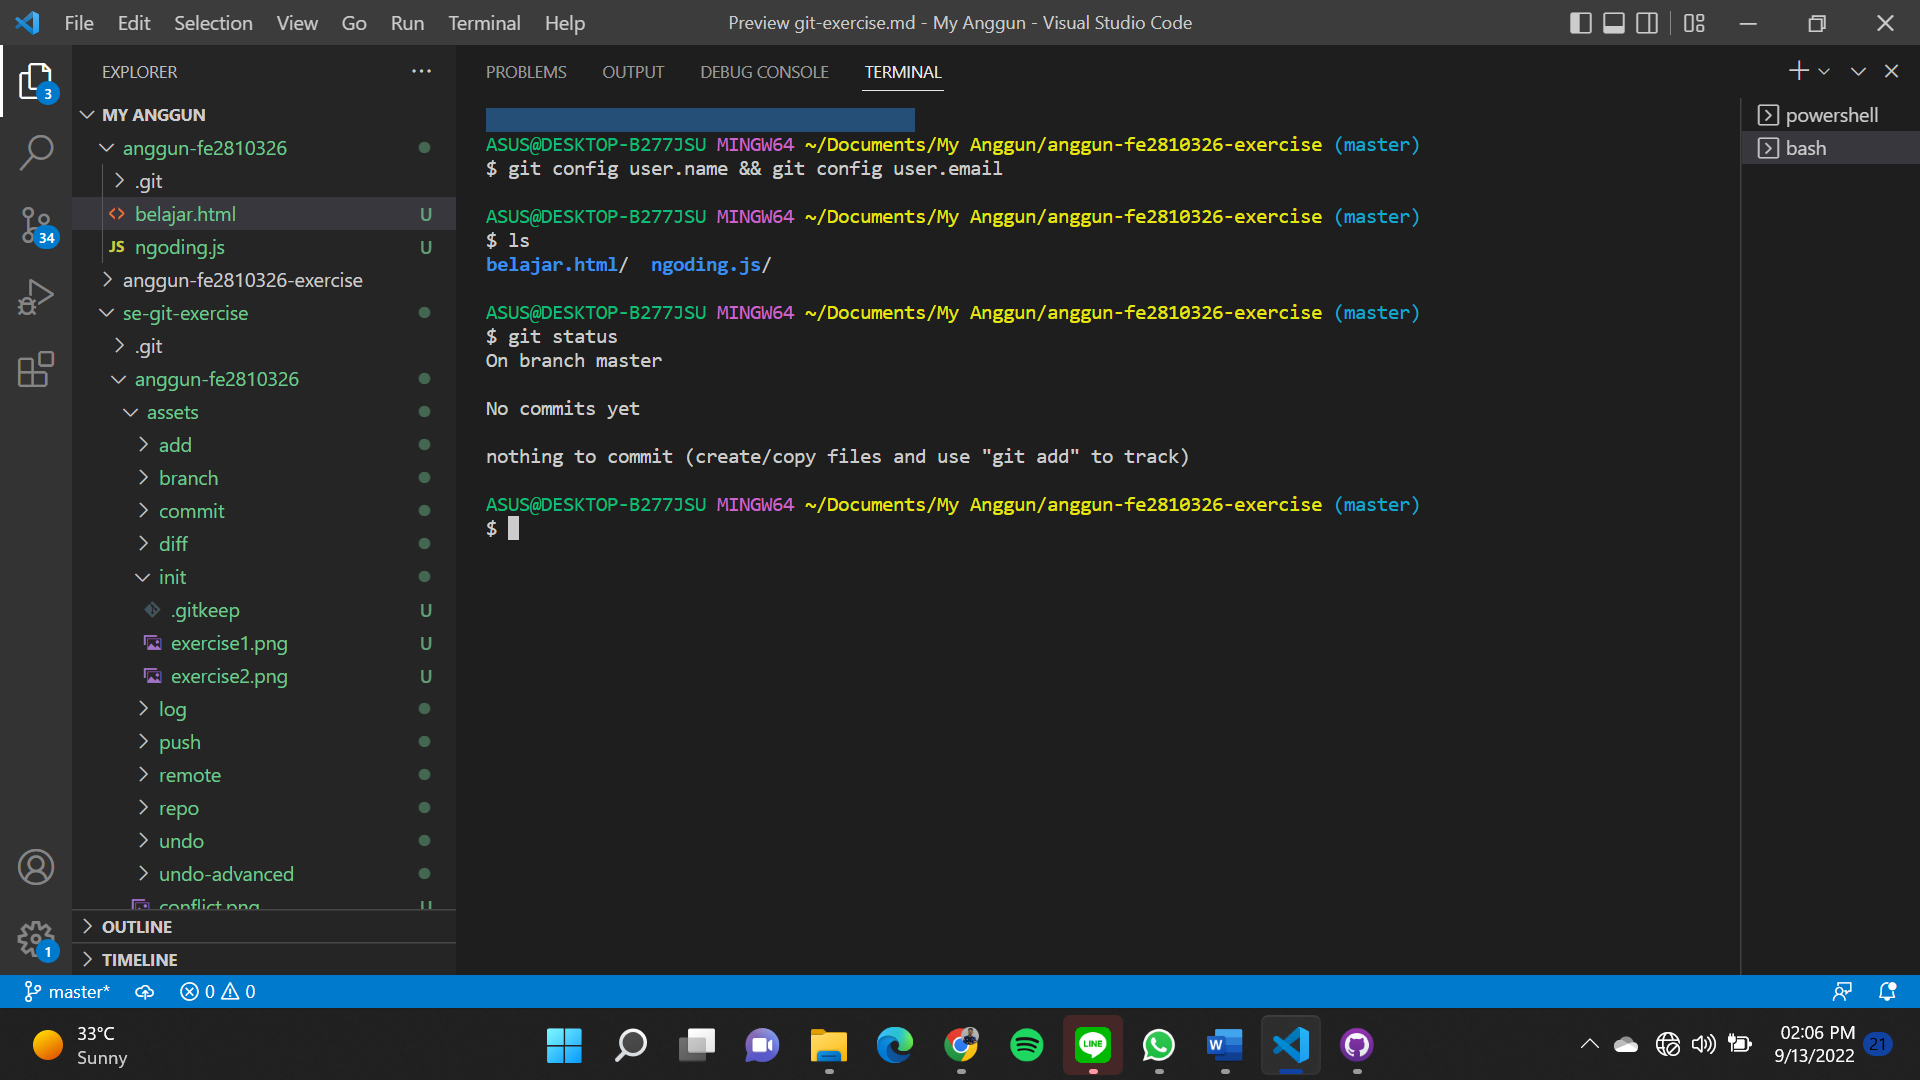 File Edit Selection View Go Run Terminal Help
Preview git-exercise.md - My Anggun - Visual Studio Code
EXPLORER
MY ANGGUN
anggun-fe2810326
.git
belajar.html U
JS ngoding.js U
anggun-fe2810326-exercise
se-git-exercise
.git
anggun-fe2810326
assets
add
branch
commit
diff
init
.gitkeep U
exercise1.png U
exercise2.png U
log
push
remote
repo
undo
undo-advanced
conflict.png U
OUTLINE
TIMELINE
3
34
1
PROBLEMS OUTPUT DEBUG CONSOLE TERMINAL
ASUS@DESKTOP-B277JSU MINGW64 ~/Documents/My Anggun/anggun-fe2810326-exercise (master)
$ git config user.name && git config user.email
ASUS@DESKTOP-B277JSU MINGW64 ~/Documents/My Anggun/anggun-fe2810326-exercise (master)
$ ls
belajar.html/ ngoding.js/
ASUS@DESKTOP-B277JSU MINGW64 ~/Documents/My Anggun/anggun-fe2810326-exercise (master)
$ git status
On branch master
No commits yet
nothing to commit (create/copy files and use "git add" to track)
ASUS@DESKTOP-B277JSU MINGW64 ~/Documents/My Anggun/anggun-fe2810326-exercise (master)
$
powershell
bash
master* 0 0
33°C
Sunny
LINE
W
02:06 PM
9/13/2022
21